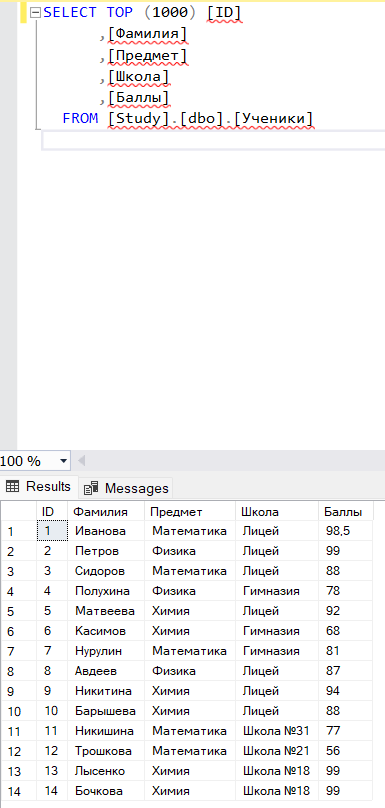 SELECT TOP (1000) [ID]
,[Фамилия]
,[Предмет]
,[Школа]
,[Баллы]
FROM [Study].[dbo].[Ученики]
100 %
Results Messages
ID Фамилия Предмет Школа Баллы
1 1 Иванова Математика Лицей 98,5
2 2 Петров Физика Лицей 99
3 3 Сидоров Математика Лицей 88
4 4 Полухина Физика Гимназия 78
5 5 Матвеева Химия Лицей 92
6 6 Касимов Химия Гимназия 68
7 7 Нурулин Математика Гимназия 81
8 8 Авдеев Физика Лицей 87
9 9 Никитина Химия Лицей 94
10 10 Барышева Химия Лицей 88
11 11 Никишина Математика Школа №31 77
12 12 Трошкова Математика Школа №21 56
13 13 Лысенко Химия Школа №18 99
14 14 Бочкова Химия Школа №18 99